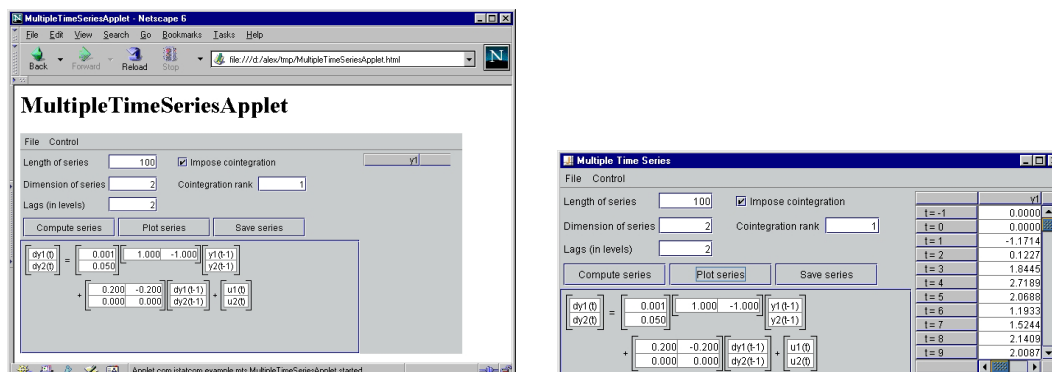 MultipleTimeSeriesApplet - Netscape 6
File Edit View Search Go Bookmarks Tasks Help
Back Forward Reload Stop file:///d:/alex/tmp/MultipleTimeSeriesApplet.html N
MultipleTimeSeriesApplet
File Control
Length of series 100 Impose cointegration y1
Dimension of series 2 Cointegration rank 1
Lags (in levels) 2
Compute series Plot series Save series
dy1(t) = 0.001 1.000 -1.000 y1(t-1)
dy2(t) 0.050 y2(t-1)
+ 0.200 -0.200 dy1(t-1) + u1(t)
0.000 0.000 dy2(t-1) u2(t)
Applet com.istatcom.example.mts.MultipleTimeSeriesApplet started
Multiple Time Series
File Control
Length of series 100 Impose cointegration
Dimension of series 2 Cointegration rank 1
Lags (in levels) 2
Compute series Plot series Save series
dy1(t) = 0.001 1.000 -1.000 y1(t-1)
dy2(t) 0.050 y2(t-1)
+ 0.200 -0.200 dy1(t-1) + u1(t)
0.000 0.000 dy2(t-1) u2(t)
y1
t = -1 0.0000
t = 0 0.0000
t = 1 -1.1714
t = 2 0.1227
t = 3 1.8445
t = 4 2.7189
t = 5 2.0688
t = 6 1.1933
t = 7 1.5244
t = 8 2.1409
t = 9 2.0087